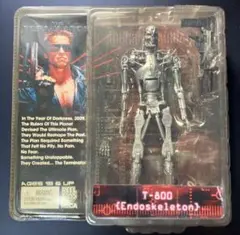 In The Year Of Darkness, 2029,
The Rulers Of This Planet
Devised The Ultimate Plan.
They Would Reshape The Past.
The Plan Required Something
That Felt No Pity. No Pain.
No Fear.
Something Unstoppable.
They Created... The Terminator
AGES & UP
T-800
{Endoskeleton}